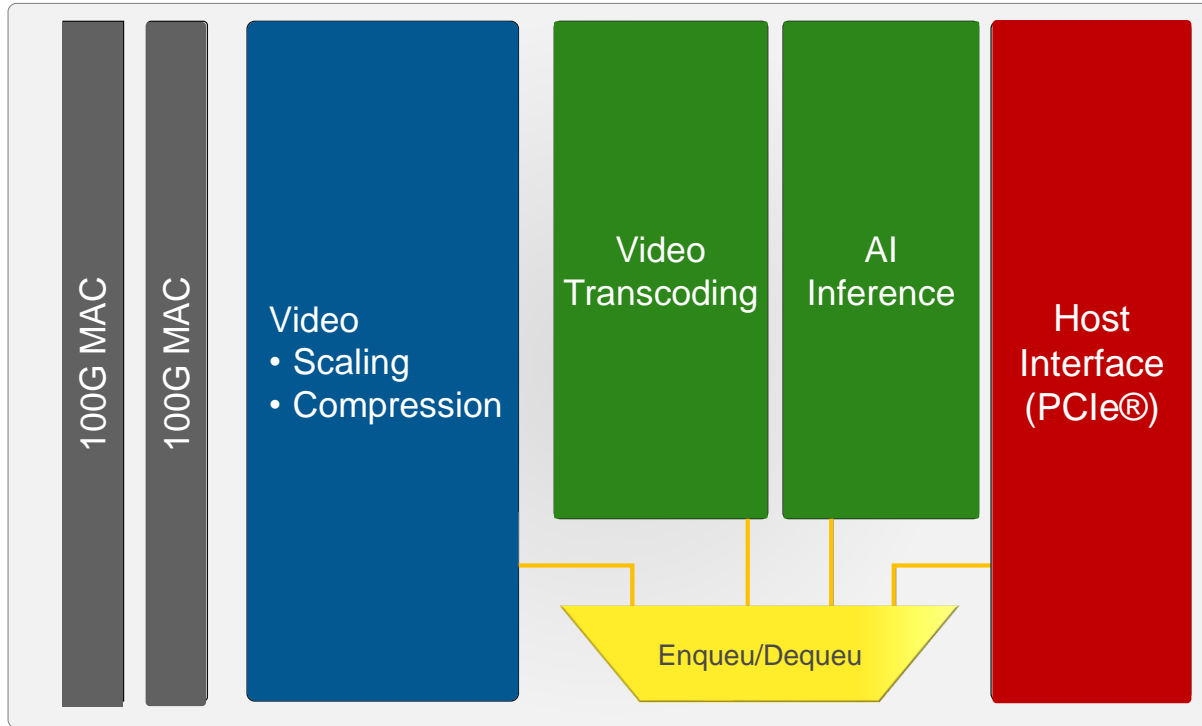 100G MAC
100G MAC
Video
• Scaling
• Compression
Video
Transcoding
AI
Inference
Host
Interface
(PCIe®)
Enqueu/Dequeu